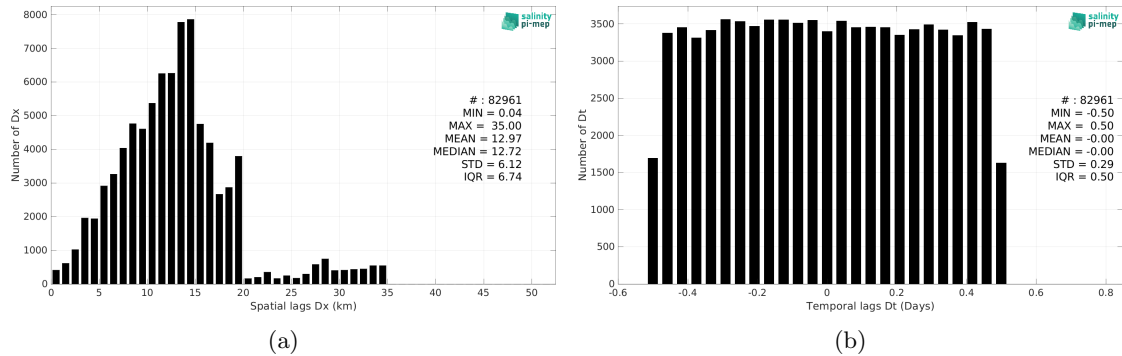 8000
7000
6000
5000
4000
3000
2000
1000
0
Number of Dx
0 5 10 15 20 25 30 35 40 45 50
Spatial lags Dx (km)
salinity
pi-mep
# : 82961
MIN = 0.04
MAX = 35.00
MEAN = 12.97
MEDIAN = 12.72
STD = 6.12
IQR = 6.74
(a)
3500
3000
2500
2000
1500
1000
500
0
Number of Dt
-0.6 -0.4 -0.2 0 0.2 0.4 0.6 0.8
Temporal lags Dt (Days)
salinity
pi-mep
# : 82961
MIN = -0.50
MAX = 0.50
MEAN = -0.00
MEDIAN = -0.00
STD = 0.29
IQR = 0.50
(b)